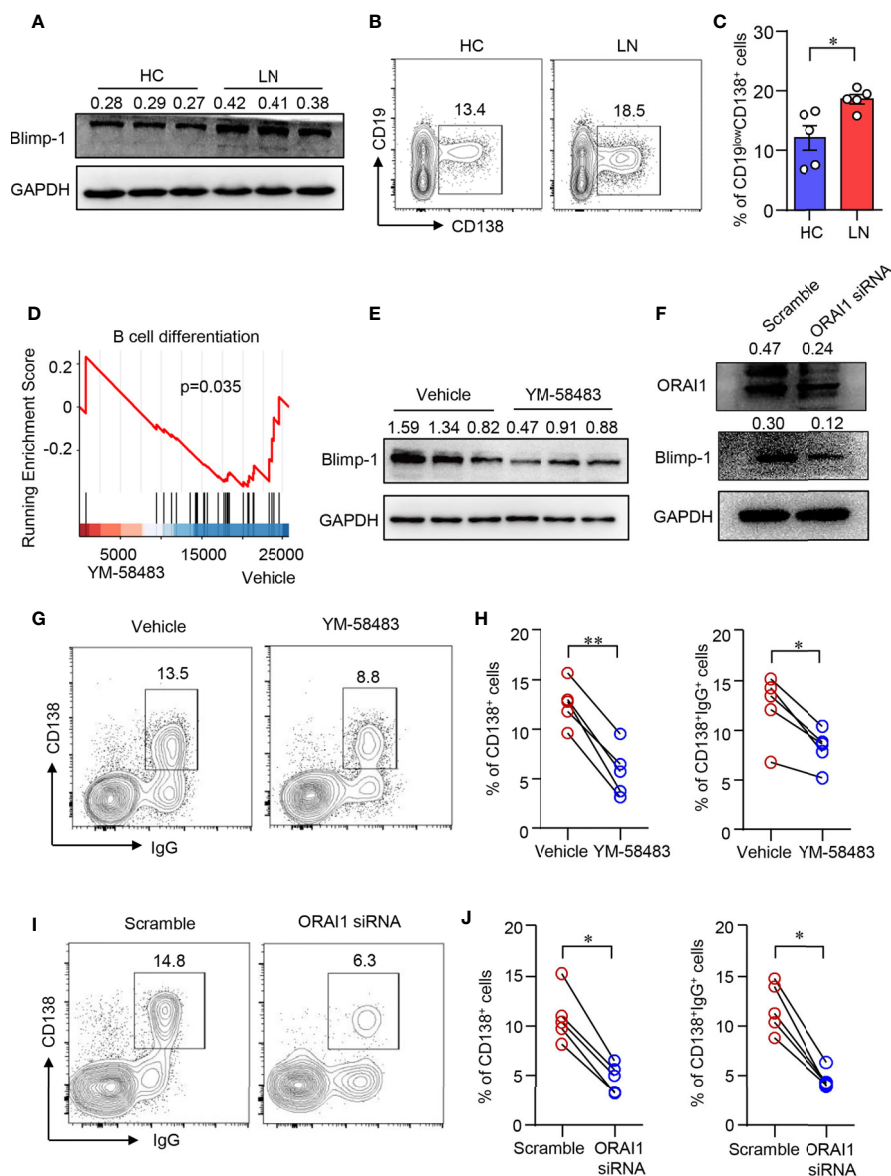 A
HC LN
0.28 0.29 0.27 0.42 0.41 0.38
Blimp-1
GAPDH
B
HC LN
13.4 18.5
CD19
CD138
C
*
30
20
10
0
% of CD19lowCD138+ cells
HC LN
D
B cell differentiation
p=0.035
0.2
0
-0.2
Running Enrichment Score
5000 15000 25000
YM-58483 Vehicle
E
Vehicle YM-58483
1.59 1.34 0.82 0.47 0.91 0.88
Blimp-1
GAPDH
F
Scramble ORAI1 siRNA
0.47 0.24
ORAI1
0.30 0.12
Blimp-1
GAPDH
G
Vehicle YM-58483
13.5 8.8
CD138
IgG
H
20
15
10
5
0
**
% of CD138+ cells
Vehicle YM-58483
20
15
10
5
0
*
% of CD138+IgG+ cells
Vehicle YM-58483
I
Scramble ORAI1 siRNA
14.8 6.3
CD138
IgG
J
20
15
10
5
0
*
% of CD138+ cells
Scramble ORAI1
siRNA
20
15
10
5
0
*
% of CD138+IgG+ cells
Scramble ORAI1
siRNA